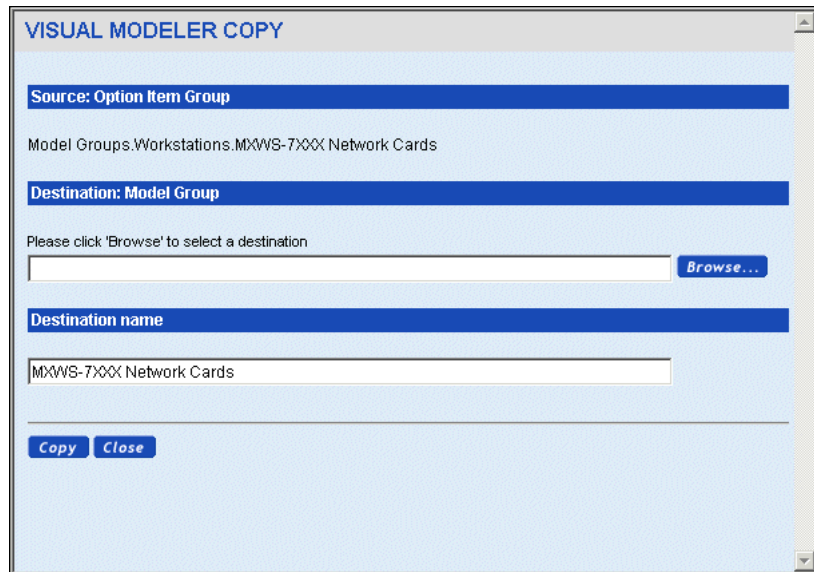 VISUAL MODELER COPY
Source: Option Item Group
Model Groups.Workstations.MXWS-7XXX Network Cards
Destination: Model Group
Please click 'Browse' to select a destination
Browse...
Destination name
MXWS-7XXX Network Cards
Copy Close